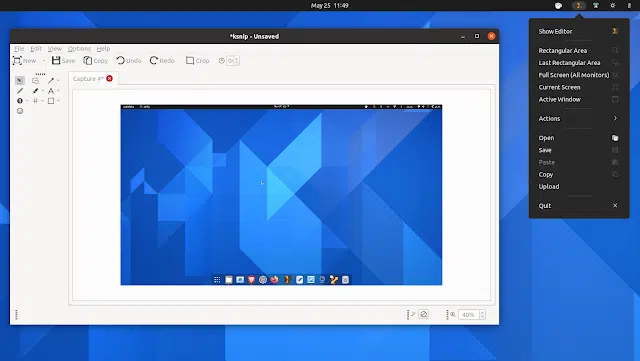 May 25 11:49
*ksnip - Unsaved
File Edit View Options Help
New Save Copy Undo Redo Crop
Capture 4*
40%
Show Editor
Rectangular Area
Last Rectangular Area
Full Screen (All Monitors)
Current Screen
Active Window
Actions
Open
Save
Paste
Copy
Upload
Quit